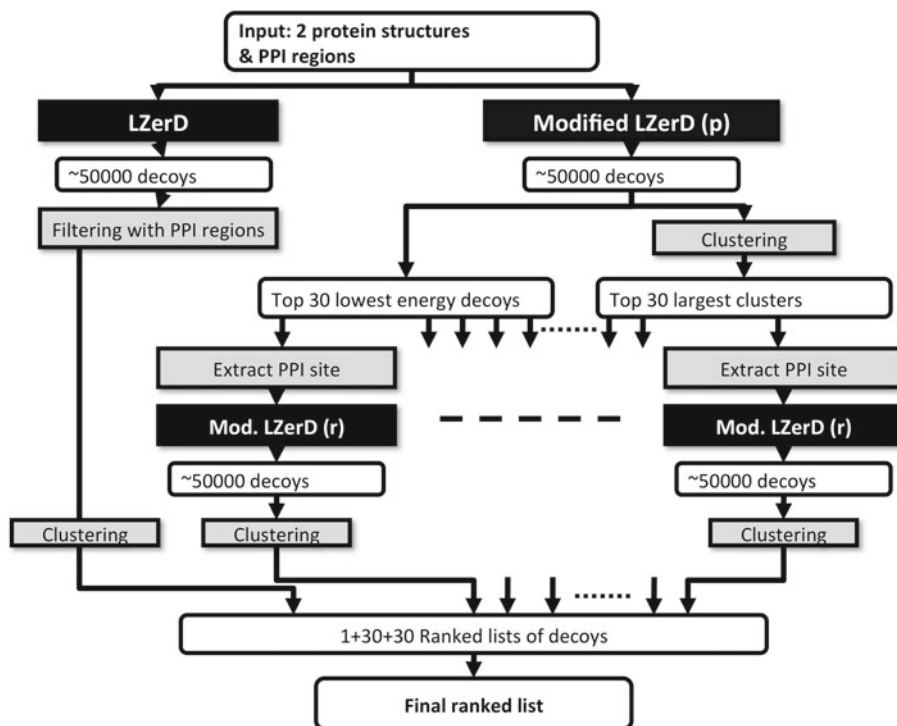 Input: 2 protein structures
& PPI regions
LZerD
Modified LZerD (p)
~50000 decoys
~50000 decoys
Filtering with PPI regions
Clustering
Top 30 lowest energy decoys
Top 30 largest clusters
Extract PPI site
Extract PPI site
Mod. LZerD (r)
Mod. LZerD (r)
~50000 decoys
~50000 decoys
Clustering
Clustering
Clustering
1+30+30 Ranked lists of decoys
Final ranked list